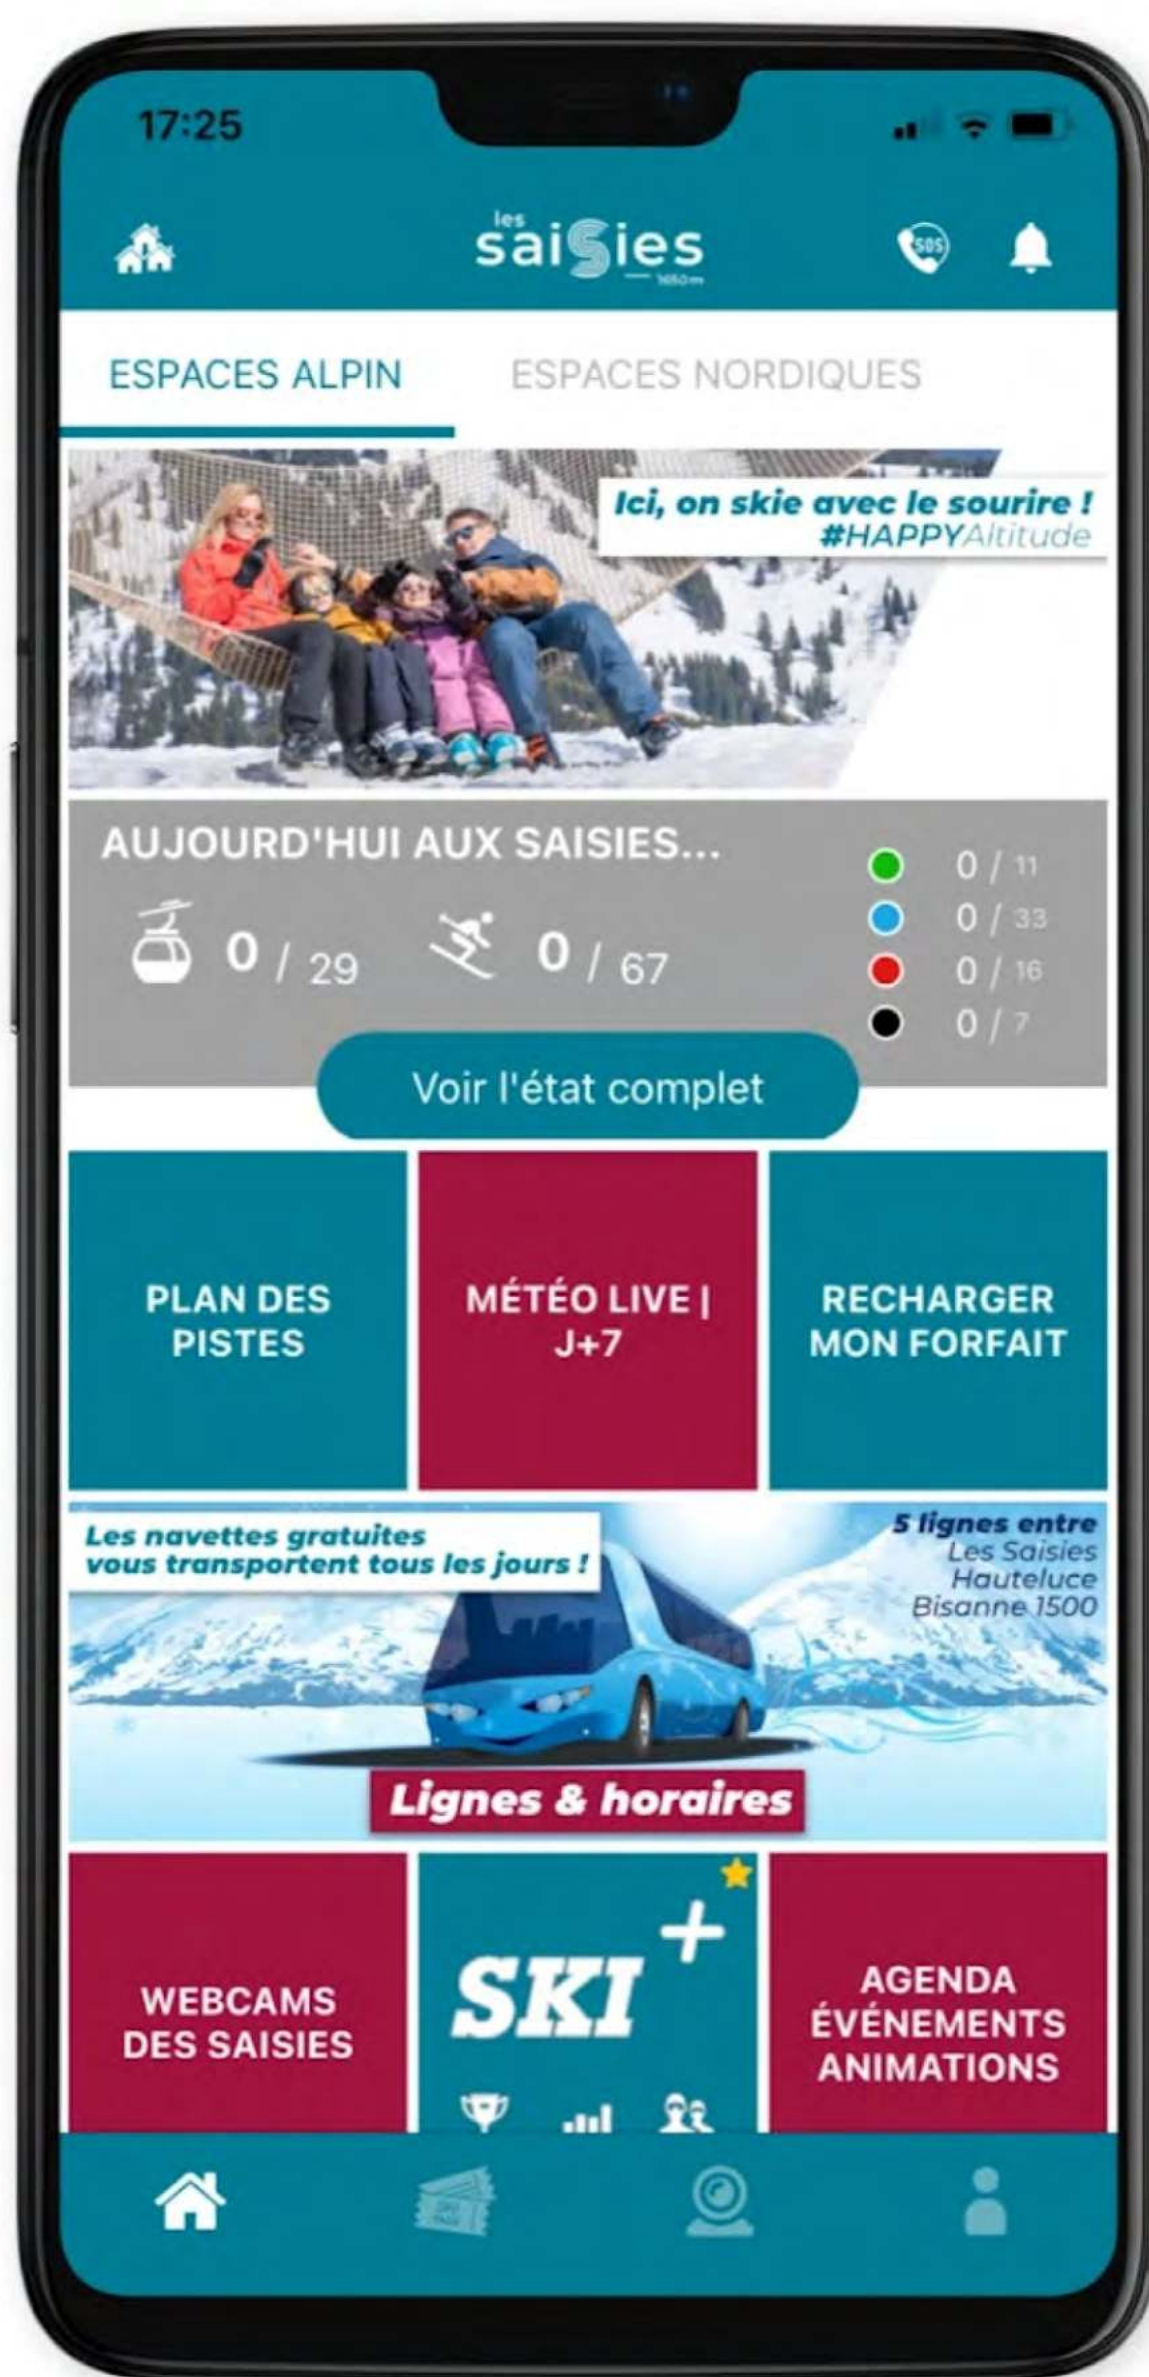 17:25
les
saisies
1650m
SOS
ESPACES ALPIN
ESPACES NORDIQUES
Ici, on skie avec le sourire !
#HAPPYAltitude
AUJOURD'HUI AUX SAISIES...
0 / 29
0 / 67
0 / 11
0 / 33
0 / 16
0 / 7
Voir l'état complet
PLAN DES
PISTES
MÉTÉO LIVE |
J+7
RECHARGER
MON FORFAIT
Les navettes gratuites
vous transportent tous les jours !
5 lignes entre
Les Saisies
Hauteluce
Bisanne 1500
Lignes & horaires
WEBCAMS
DES SAISIES
SKI +
AGENDA
ÉVÉNEMENTS
ANIMATIONS